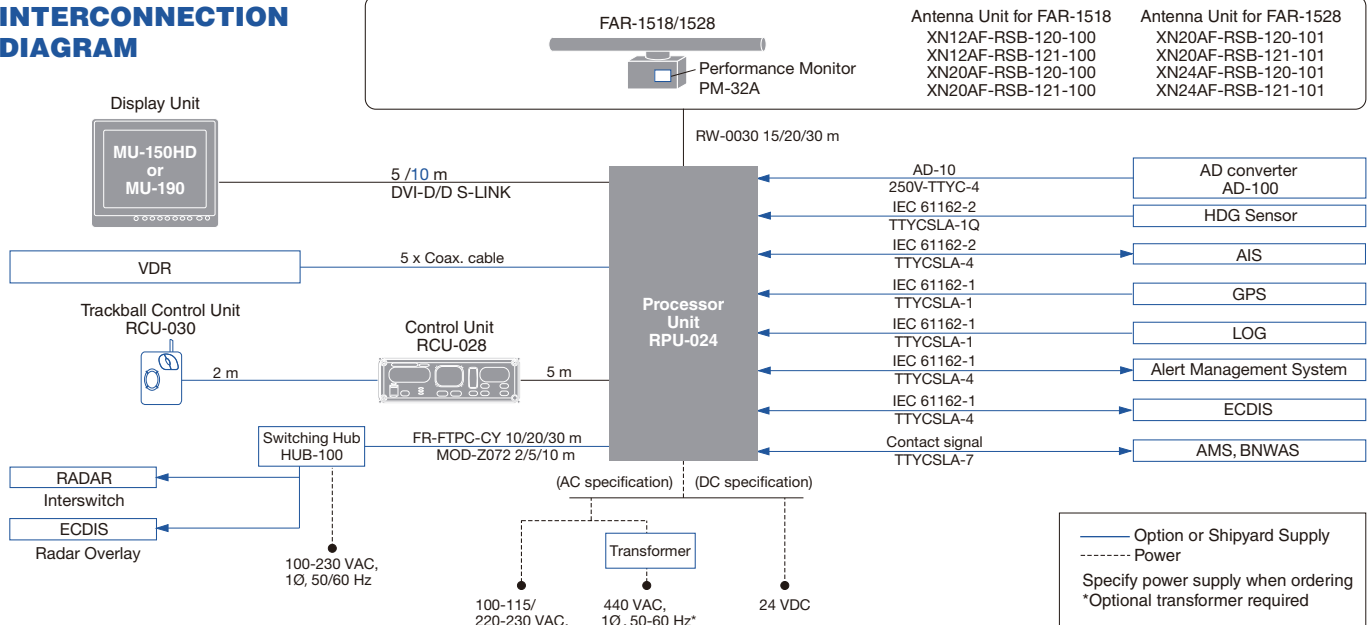 INTERCONNECTION
DIAGRAM
FAR-1518/1528
Performance Monitor
PM-32A
Antenna Unit for FAR-1518
XN12AF-RSB-120-100
XN12AF-RSB-121-100
XN20AF-RSB-120-100
XN20AF-RSB-121-100
Antenna Unit for FAR-1528
XN20AF-RSB-120-101
XN20AF-RSB-121-101
XN24AF-RSB-120-101
XN24AF-RSB-121-101
RW-0030 15/20/30 m
Display Unit
MU-150HD
or
MU-190
5 /10 m
DVI-D/D S-LINK
VDR
5 x Coax. cable
Trackball Control Unit
RCU-030
2 m
Control Unit
RCU-028
5 m
Switching Hub
HUB-100
FR-FTPC-CY 10/20/30 m
MOD-Z072 2/5/10 m
RADAR
Interswitch
ECDIS
Radar Overlay
100-230 VAC,
1Ø, 50/60 Hz
Processor
Unit
RPU-024
AD-10
250V-TTYC-4
AD converter
AD-100
IEC 61162-2
TTYCSLA-1Q
HDG Sensor
IEC 61162-2
TTYCSLA-4
AIS
IEC 61162-1
TTYCSLA-1
GPS
IEC 61162-1
TTYCSLA-1
LOG
IEC 61162-1
TTYCSLA-4
Alert Management System
IEC 61162-1
TTYCSLA-4
ECDIS
Contact signal
TTYCSLA-7
AMS, BNWAS
(AC specification)
(DC specification)
Transformer
100-115/
220-230 VAC,
440 VAC,
1Ø, 50-60 Hz*
24 VDC
Option or Shipyard Supply
Power
Specify power supply when ordering
*Optional transformer required